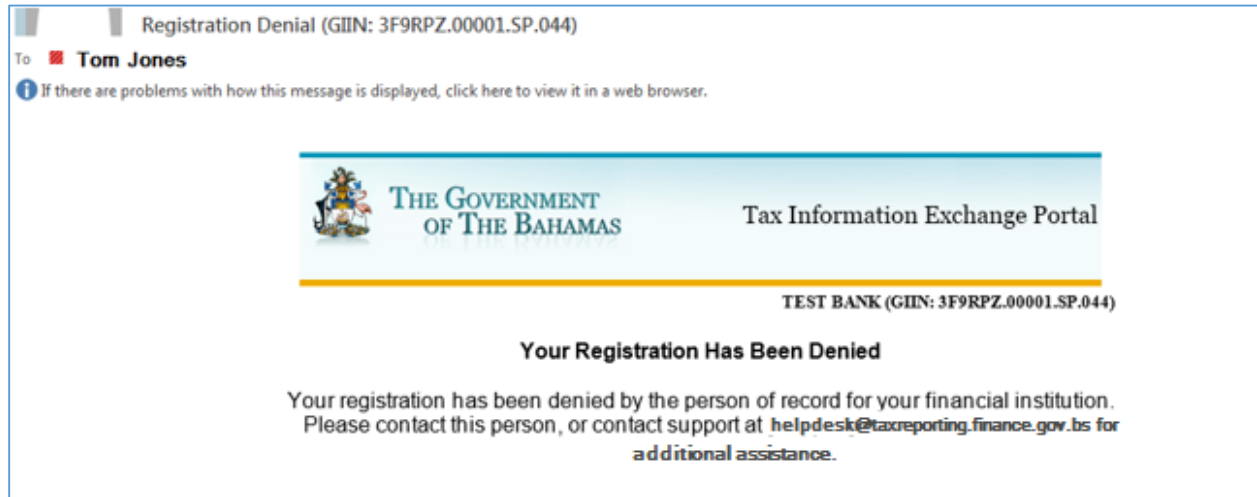 Registration Denial (GIIN: 3F9RPZ.00001.SP.044)
To Tom Jones
If there are problems with how this message is displayed, click here to view it in a web browser.
THE GOVERNMENT
OF THE BAHAMAS
Tax Information Exchange Portal
TEST BANK (GIIN: 3F9RPZ.00001.SP.044)
Your Registration Has Been Denied
Your registration has been denied by the person of record for your financial institution.
Please contact this person, or contact support at helpdesk@taxreporting.finance.gov.bs for
additional assistance.